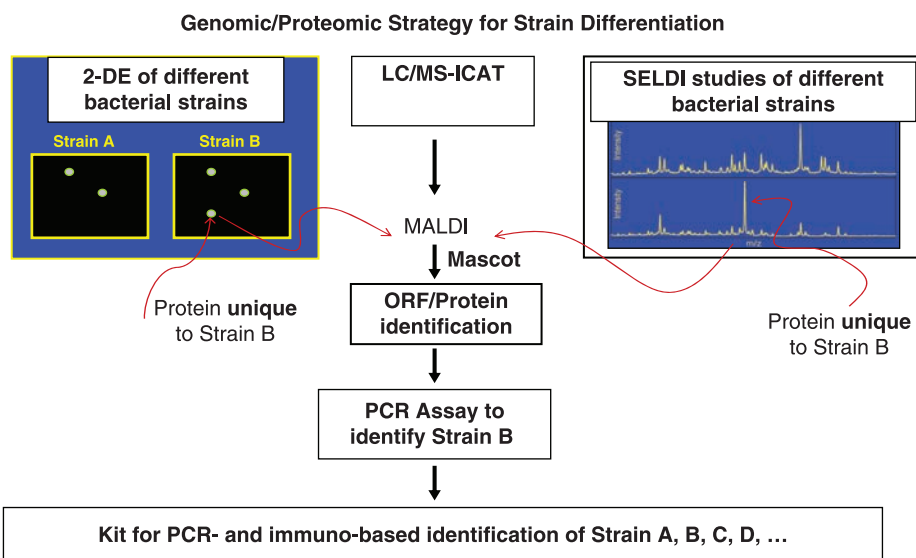 Genomic/Proteomic Strategy for Strain Differentiation
2-DE of different
bacterial strains
Strain A
Strain B
Protein unique
to Strain B
LC/MS-ICAT
MALDI
Mascot
ORF/Protein
identification
PCR Assay to
identify Strain B
SELDI studies of different
bacterial strains
Intensity
Intensity
m/z
Protein unique
to Strain B
Kit for PCR- and immuno-based identification of Strain A, B, C, D, …